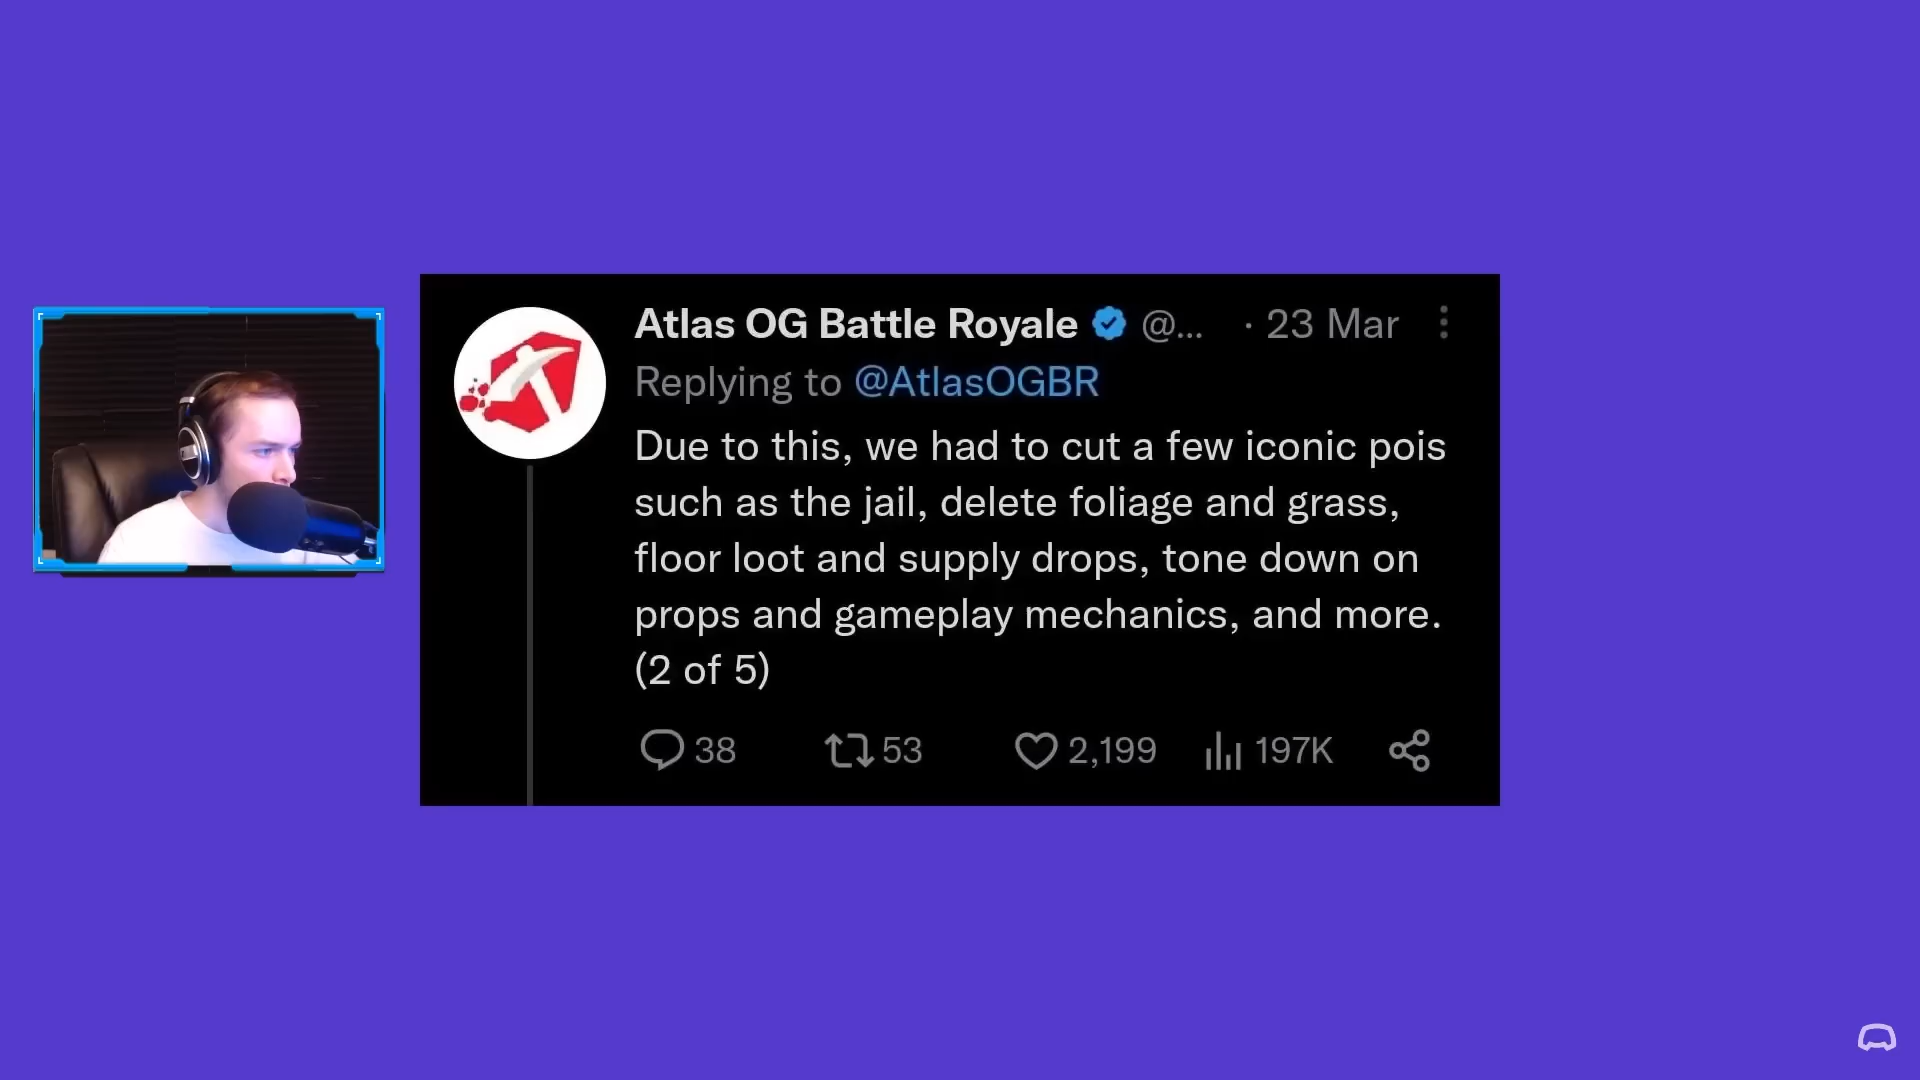 Atlas OG Battle Royale @... · 23 Mar
Replying to @AtlasOGBR
Due to this, we had to cut a few iconic pois
such as the jail, delete foliage and grass,
floor loot and supply drops, tone down on
props and gameplay mechanics, and more.
(2 of 5)
38 53 2,199 197K